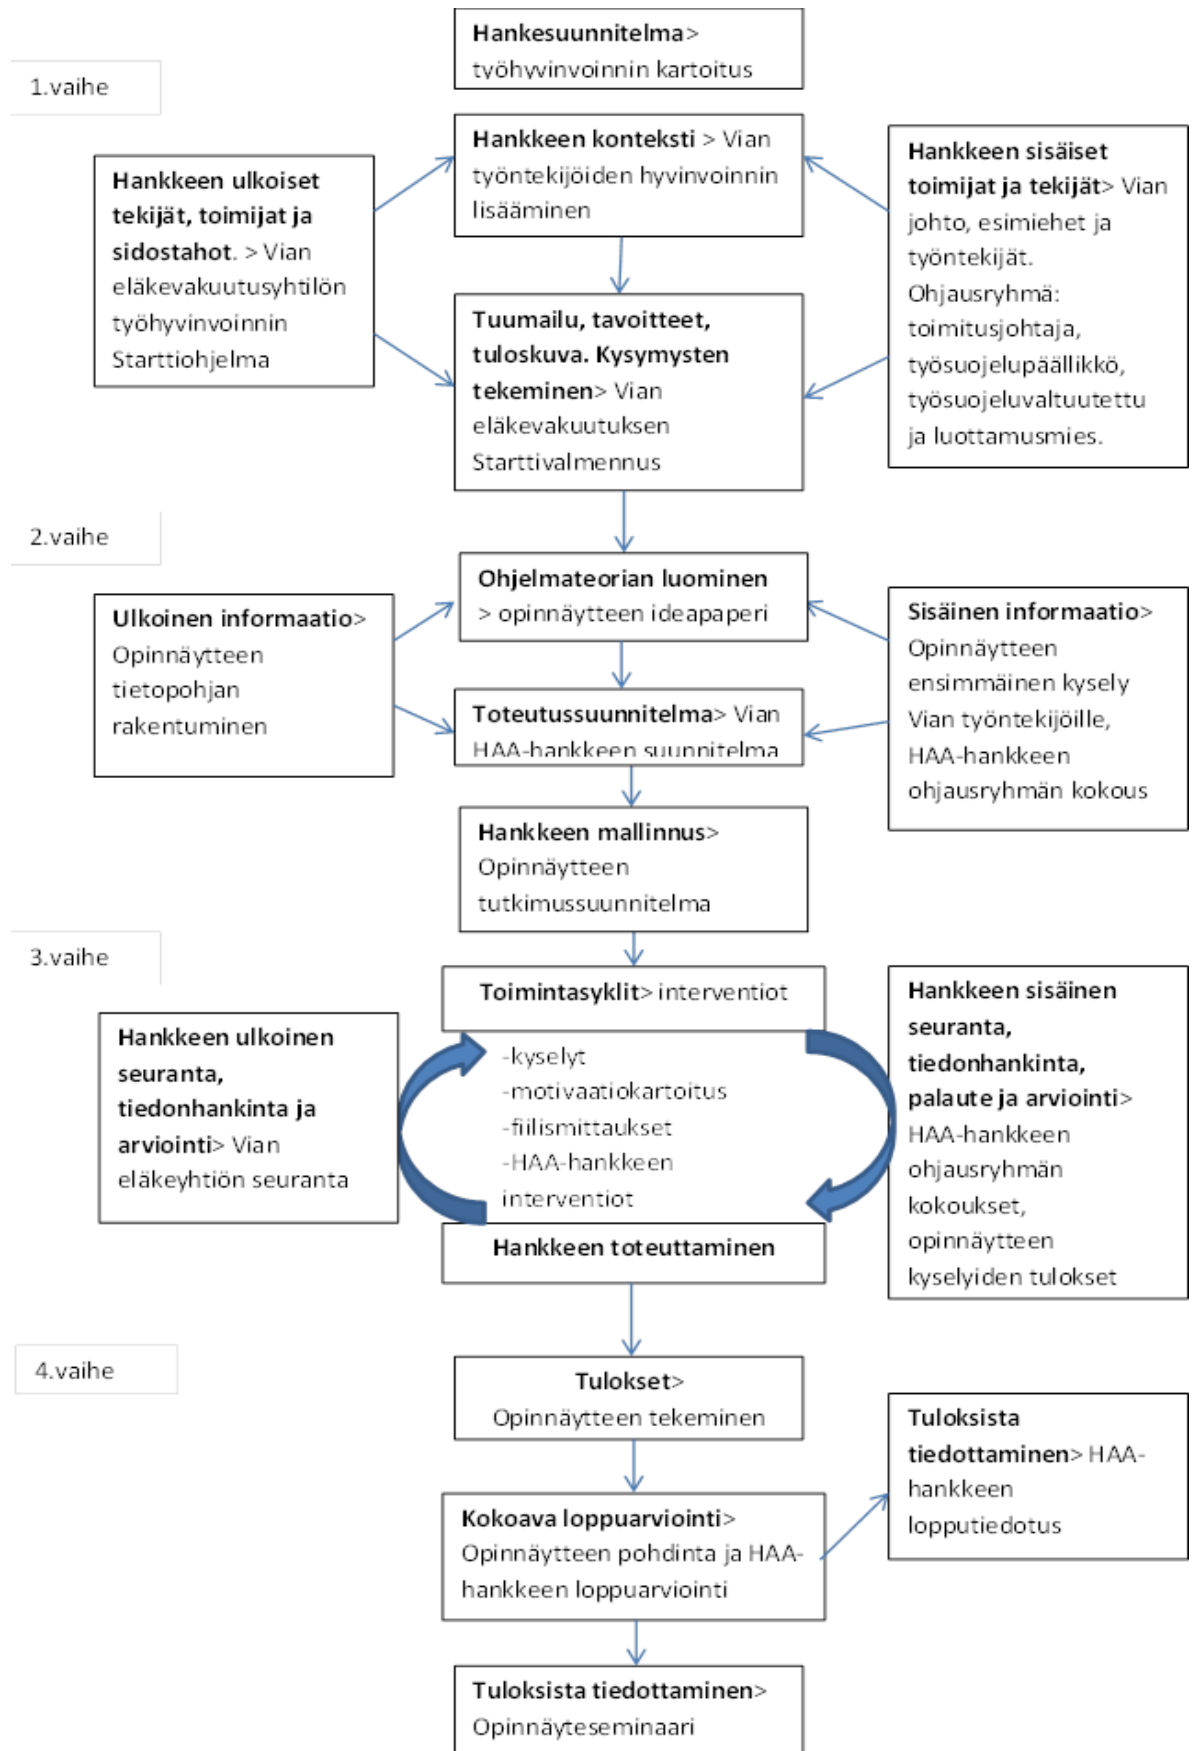 Hankesuunnitelma>
työhyvinvoinnin kartoitus
1.vaihe
Hankkeen ulkoiset
tekijät, toimijat ja
sidostahot. > Vian
eläkevakuutusyhtilön
työhyvinvoinnin
Starttiohjelma
Hankkeen konteksti > Vian
työntekijöiden hyvinvoinnin
lisääminen
Hankkeen sisäiset
toimijat ja tekijät> Vian
johto, esimiehet ja
työntekijät.
Ohjausryhmä:
toimitusjohtaja,
työsuojelupäällikkö,
työsuojeluvaltuutettu
ja luottamusmies.
Tuumailu, tavoitteet,
tuloskuva. Kysymysten
tekeminen> Vian
eläkevakuutuksen
Starttivalmennus
2.vaihe
Ulkoinen informaatio>
Opinnäytteen
tietopohjan
rakentuminen
Ohjelmateorian luominen
> opinnäytteen ideapaperi
Sisäinen informaatio>
Opinnäytteen
ensimmäinen kysely
Vian työntekijöille,
HAA-hankkeen
ohjausryhmän kokous
Toteutussuunnitelma> Vian
HAA-hankkeen suunnitelma
Hankkeen mallinnus>
Opinnäytteen
tutkimussuunnitelma
3.vaihe
Hankkeen ulkoinen
seuranta,
tiedonhankinta ja
arviointi> Vian
eläkeyhtiön seuranta
Toimintasyklit> interventiot
-kyselyt
-motivaatiokartoitus
-fiilismittaukset
-HAA-hankkeen
interventiot
Hankkeen toteuttaminen
Hankkeen sisäinen
seuranta,
tiedonhankinta,
palaute ja arviointi>
HAA-hankkeen
ohjausryhmän
kokoukset,
opinnäytteen
kyselyiden tulokset
4.vaihe
Tulokset>
Opinnäytteen tekeminen
Tuloksista
tiedottaminen> HAA-
hankkeen
lopputiedotus
Kokoava loppuarviointi>
Opinnäytteen pohdinta ja HAA-
hankkeen loppuarviointi
Tuloksista tiedottaminen>
Opinnäyteseminaari